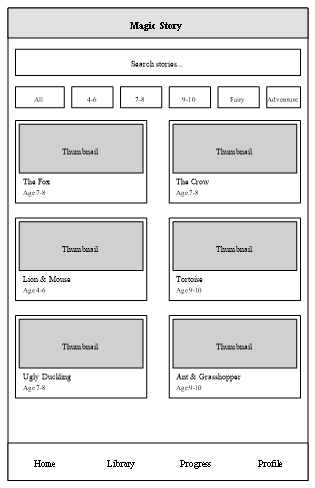 Magic Story
Search stories...
All 4-6 7-8 9-10 Fairy Adventure
Thumbnail Thumbnail
The Fox The Crow
Age 7-8 Age 7-8
Thumbnail Thumbnail
Lion & Mouse Tortoise
Age 4-6 Age 9-10
Thumbnail Thumbnail
Ugly Duckling Ant & Grasshopper
Age 7-8 Age 9-10
Home Library Progress Profile